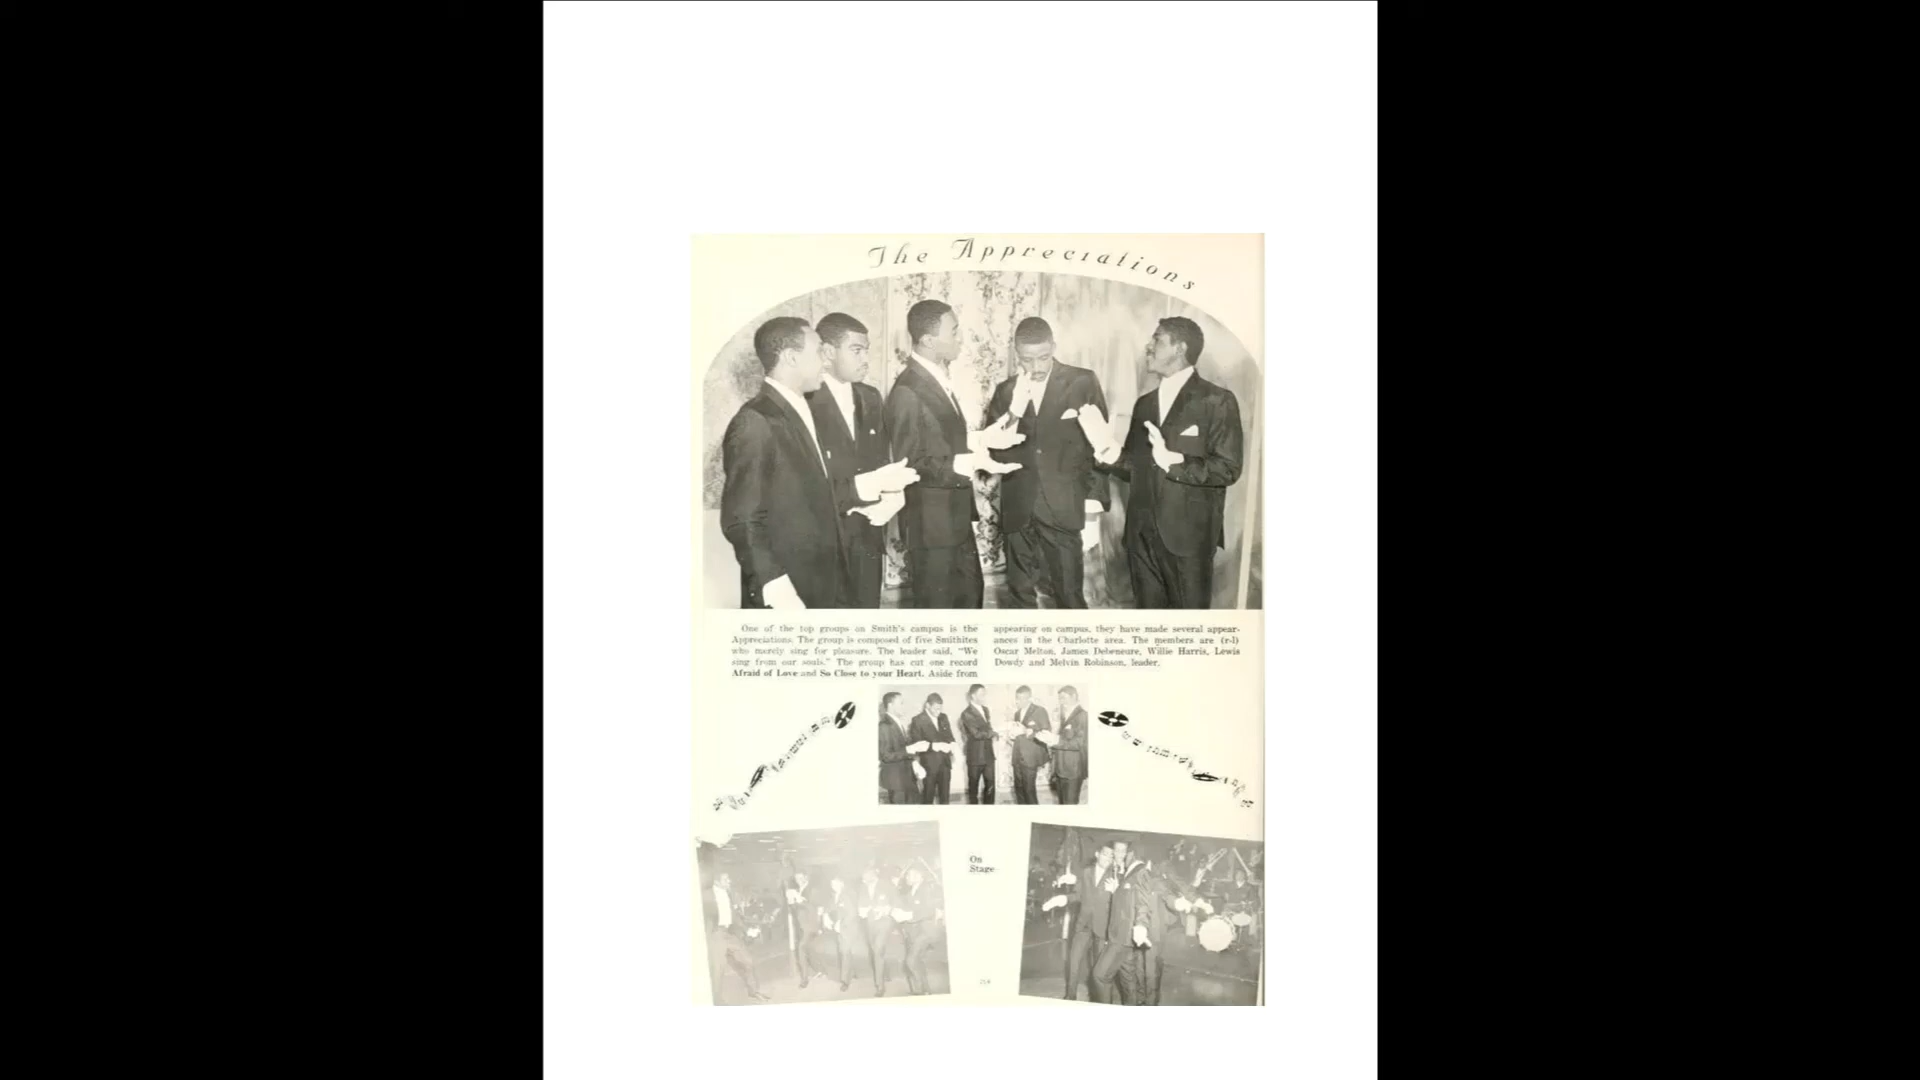 The Appreciations
One of the top groups on Smith's campus is the
Appreciations. The group is composed of five Smithites
who merely sing for pleasure. The leader said, "We
sing from our souls." The group has cut one record
Afraid of Love and So Close to your Heart. Aside from
appearing on campus, they have made several appear-
ances in the Charlotte area. The members are (r-l)
Oscar Melton, James Debeneure, Willie Harris, Lewis
Dowdy and Melvin Robinson, leader.
On
Stage